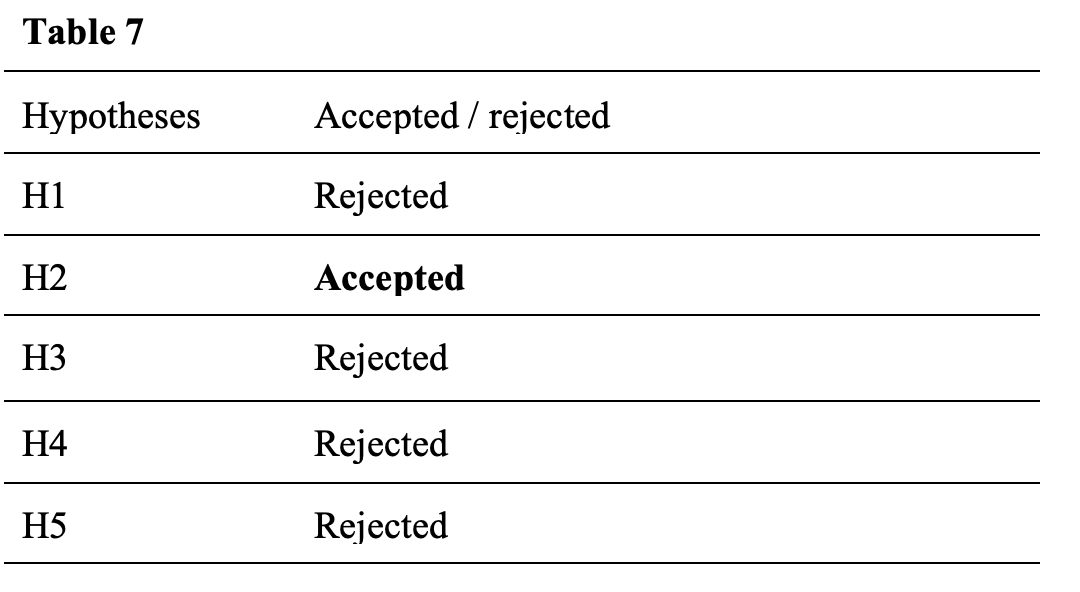 Table 7
Hypotheses Accepted / rejected
H1 Rejected
H2 Accepted
H3 Rejected
H4 Rejected
H5 Rejected